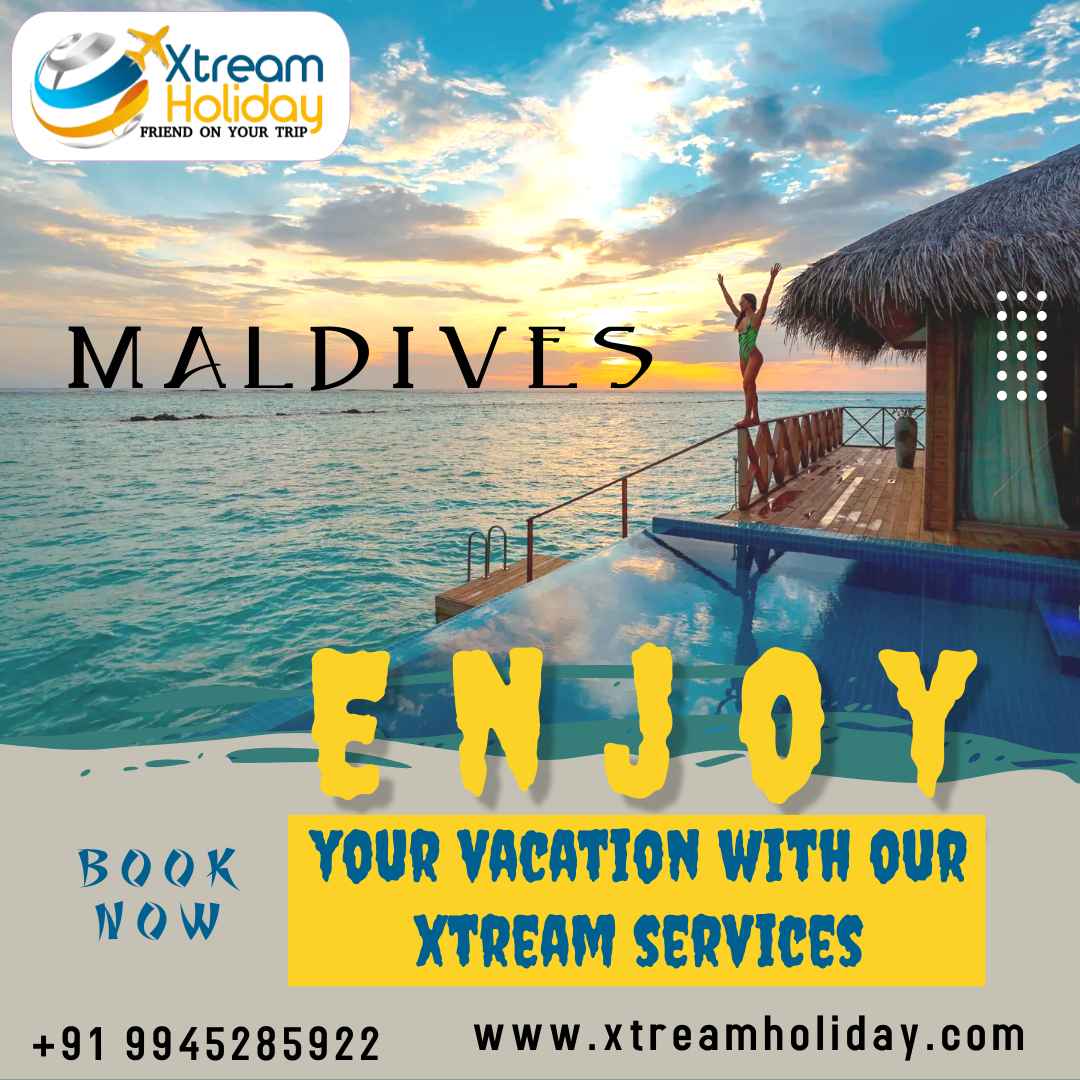 Xtream
Holiday
FRIEND ON YOUR TRIP
MALDIVES
ENJOY
YOUR VACATION WITH OUR
XTREAM SERVICES
BOOK
NOW
+91 9945285922
www.xtreamholiday.com